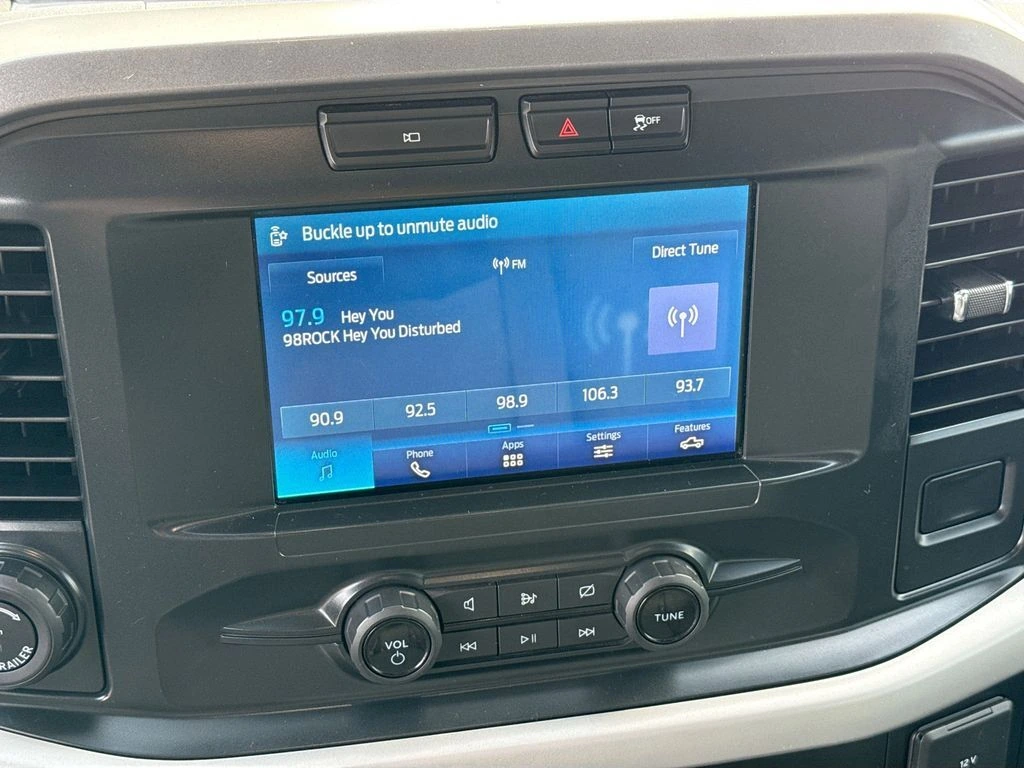 OFF
Buckle up to unmute audio
Sources
FM
Direct Tune
97.9 Hey You
98ROCK Hey You Disturbed
90.9 92.5 98.9 106.3 93.7
Audio Phone Apps Settings Features
VOL
TUNE
TRAILER
12V